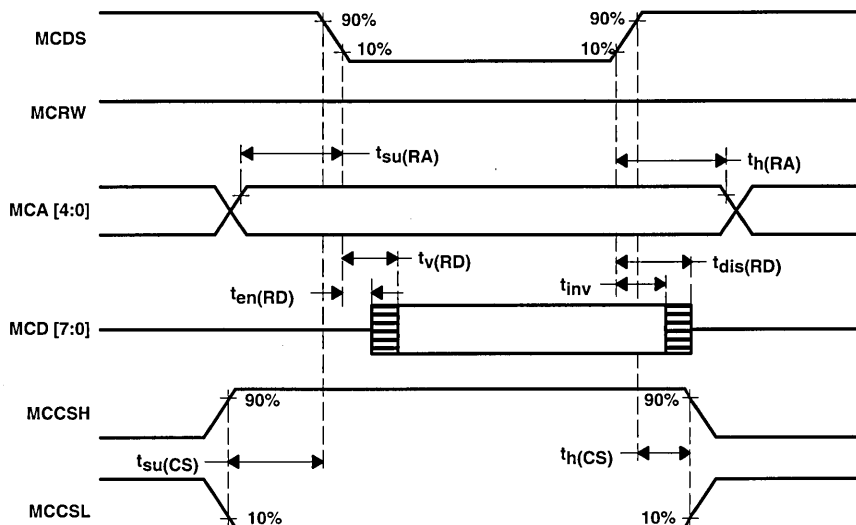 90%
90%
MCDS
10%
10%
MCRW
tsu(RA)
th(RA)
MCA [4:0]
tv(RD)
tdis(RD)
ten(RD)
tinv
MCD [7:0]
90%
90%
MCCSH
tsu(CS)
th(CS)
MCCSL
10%
10%